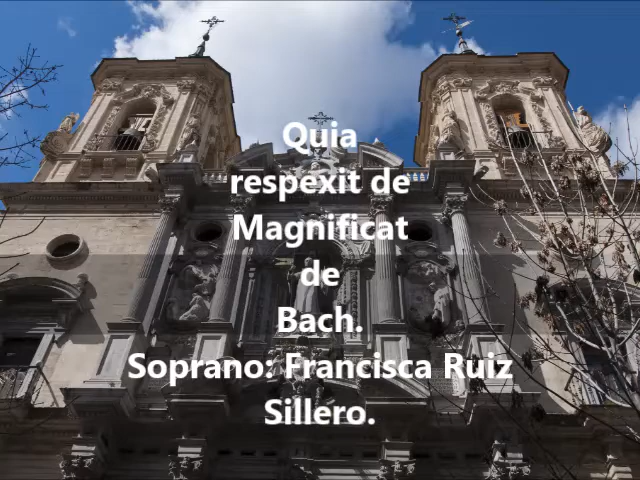 Quia
respexit de
Magnificat
de
Bach.
Soprano: Francisca Ruiz
Sillero.